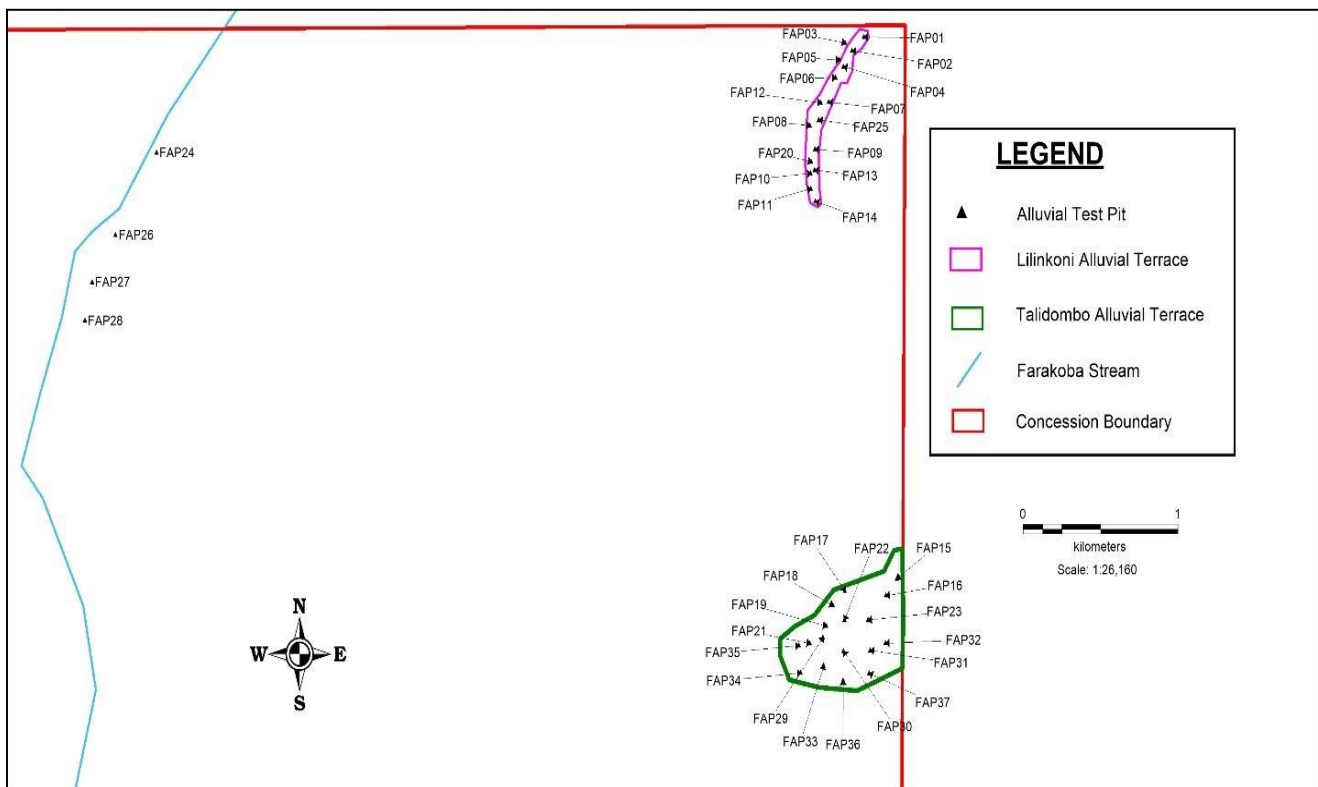 FAP03
FAP01
FAP05
FAP02
FAP06
FAP04
FAP12
FAP07
FAP08
FAP25
FAP20
FAP09
FAP10
FAP13
FAP11
FAP14
FAP24
FAP26
FAP27
FAP28
LEGEND
Alluvial Test Pit
Lilinkoni Alluvial Terrace
Talidombo Alluvial Terrace
Farakoba Stream
Concession Boundary
0 1
kilometers
Scale: 1:26,160
FAP17
FAP22
FAP15
FAP18
FAP16
FAP19
FAP23
FAP21
FAP32
FAP35
FAP31
FAP34
FAP37
FAP29
FAP30
FAP33
FAP36
N
W E
S